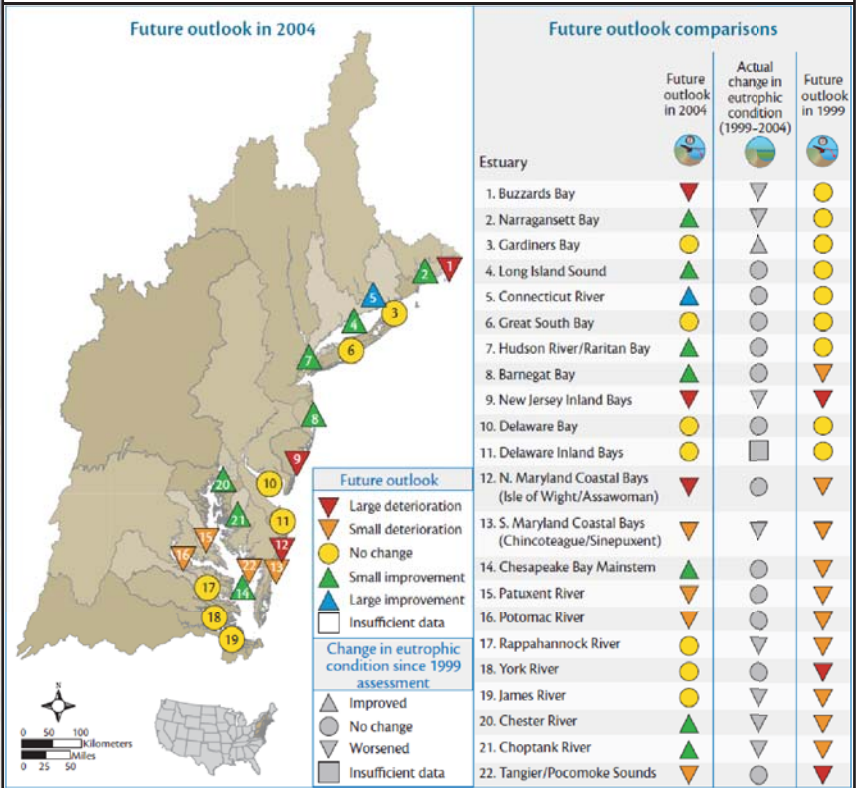 Future outlook in 2004
1
2
5
3
4
6
7
8
9
10
20
21
11
15
12
16
22
13
14
17
18
19
N
0 50 100
Kilometers
Miles
0 25 50
Future outlook
Large deterioration
Small deterioration
No change
Small improvement
Large improvement
Insufficient data
Change in eutrophic
condition since 1999
assessment
Improved
No change
Worsened
Insufficient data
Future outlook comparisons
Estuary
Future
outlook
in 2004
Actual
change in
eutrophic
condition
(1999-2004)
Future
outlook
in 1999
1. Buzzards Bay
2. Narragansett Bay
3. Gardiners Bay
4. Long Island Sound
5. Connecticut River
6. Great South Bay
7. Hudson River/Raritan Bay
8. Barnegat Bay
9. New Jersey Inland Bays
10. Delaware Bay
11. Delaware Inland Bays
12. N. Maryland Coastal Bays
(Isle of Wight/Assawoman)
13. S. Maryland Coastal Bays
(Chincoteague/Sinepuxent)
14. Chesapeake Bay Mainstem
15. Patuxent River
16. Potomac River
17. Rappahannock River
18. York River
19. James River
20. Chester River
21. Choptank River
22. Tangier/Pocomoke Sounds